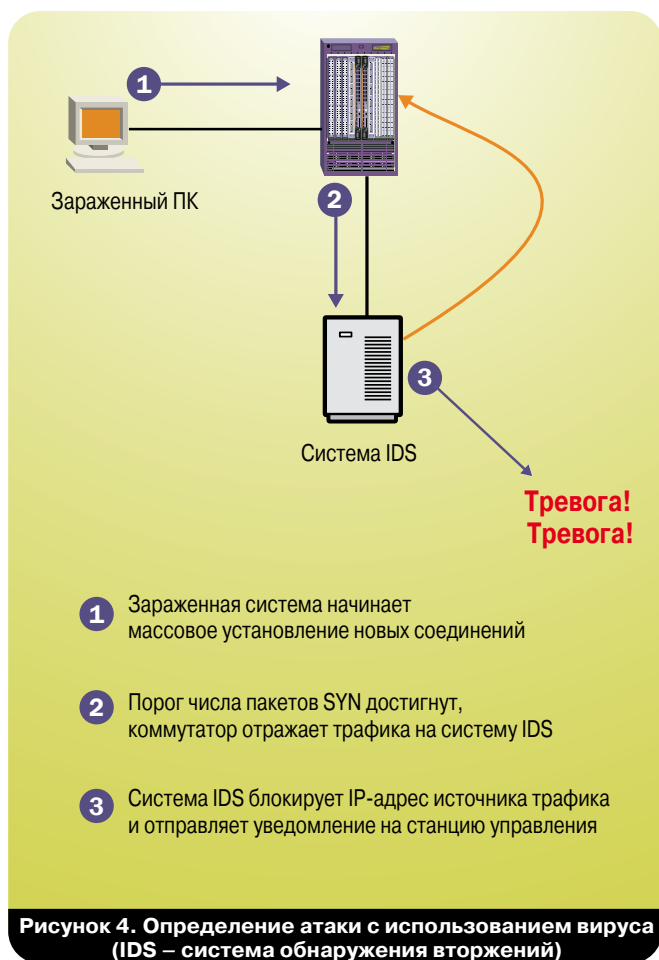 1
Зараженный ПК
2
3
Система IDS
Тревога!
Тревога!
1 Зараженная система начинает
массовое установление новых соединений
2 Порог числа пакетов SYN достигнут,
коммутатор отражает трафика на систему IDS
3 Система IDS блокирует IP-адрес источника трафика
и отправляет уведомление на станцию управления
Рисунок 4. Определение атаки с использованием вируса
(IDS – система обнаружения вторжений)